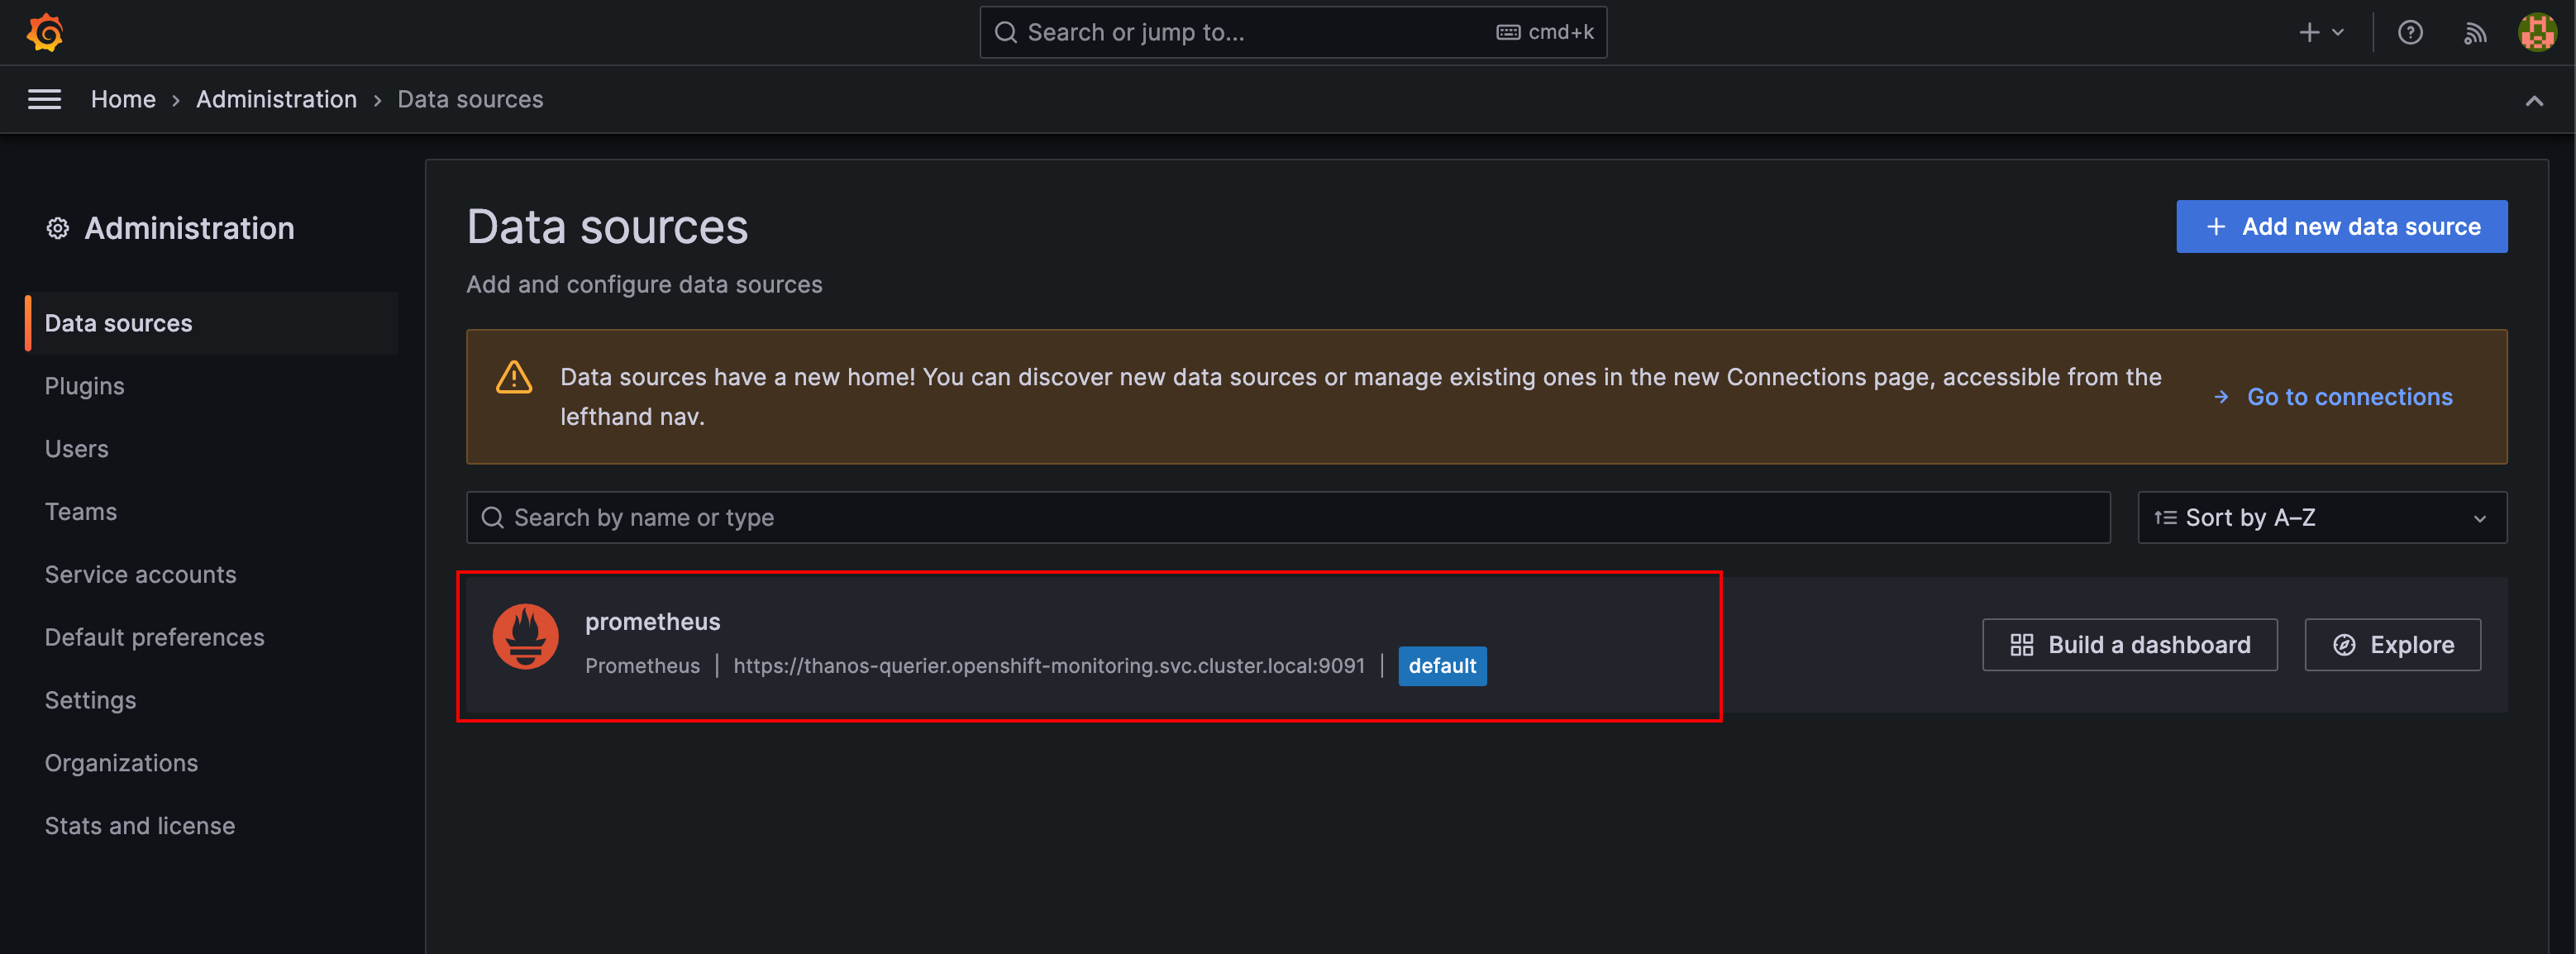 Search or jump to...
cmd+k
Home › Administration › Data sources
Administration
Data sources
Plugins
Users
Teams
Service accounts
Default preferences
Settings
Organizations
Stats and license
Data sources
Add new data source
Add and configure data sources
Data sources have a new home! You can discover new data sources or manage existing ones in the new Connections page, accessible from the
lefthand nav.
Go to connections
Search by name or type
Sort by A–Z
prometheus
Prometheus | https://thanos-querier.openshift-monitoring.svc.cluster.local:9091 | default
Build a dashboard
Explore